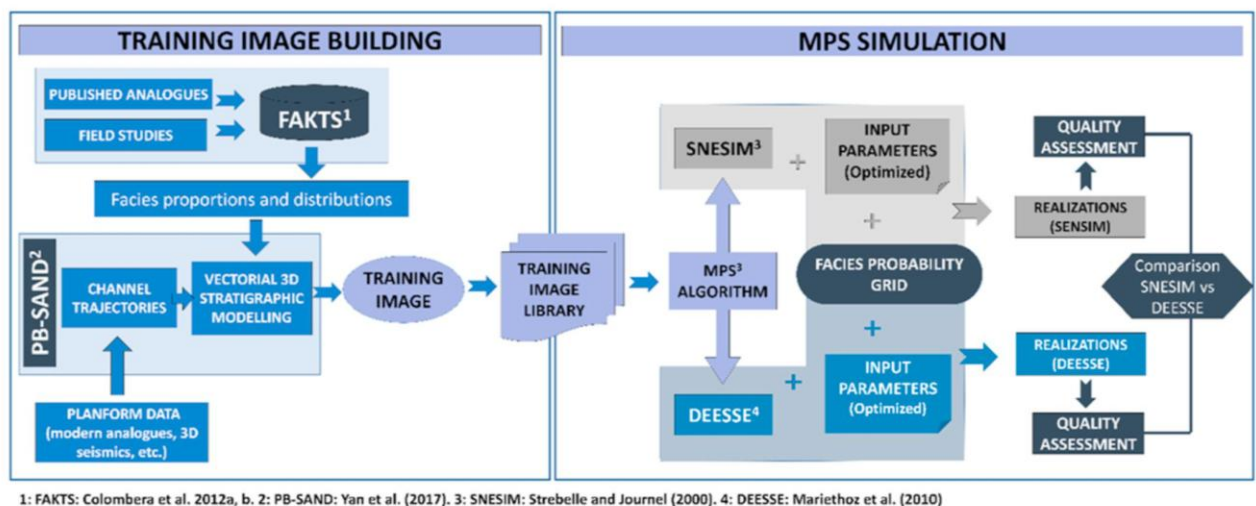 TRAINING IMAGE BUILDING
PUBLISHED ANALOGUES
FIELD STUDIES
FAKTS1
Facies proportions and distributions
PB-SAND2
CHANNEL
TRAJECTORIES
VECTORIAL 3D
STRATIGRAPHIC
MODELLING
PLANFORM DATA
(modern analogues, 3D
seismics, etc.)
TRAINING
IMAGE
TRAINING
IMAGE
LIBRARY
MPS SIMULATION
MPS3
ALGORITHM
SNESIM3
+
INPUT
PARAMETERS
(Optimized)
+
FACIES PROBABILITY
GRID
+
DEESSE4
+
INPUT
PARAMETERS
(Optimized)
QUALITY
ASSESSMENT
REALIZATIONS
(SENSIM)
Comparison
SNESIM vs
DEESSE
REALIZATIONS
(DEESSE)
QUALITY
ASSESSMENT
1: FAKTS: Colombera et al. 2012a, b. 2: PB-SAND: Yan et al. (2017). 3: SNESIM: Strebelle and Journel (2000). 4: DEESSE: Mariethoz et al. (2010)